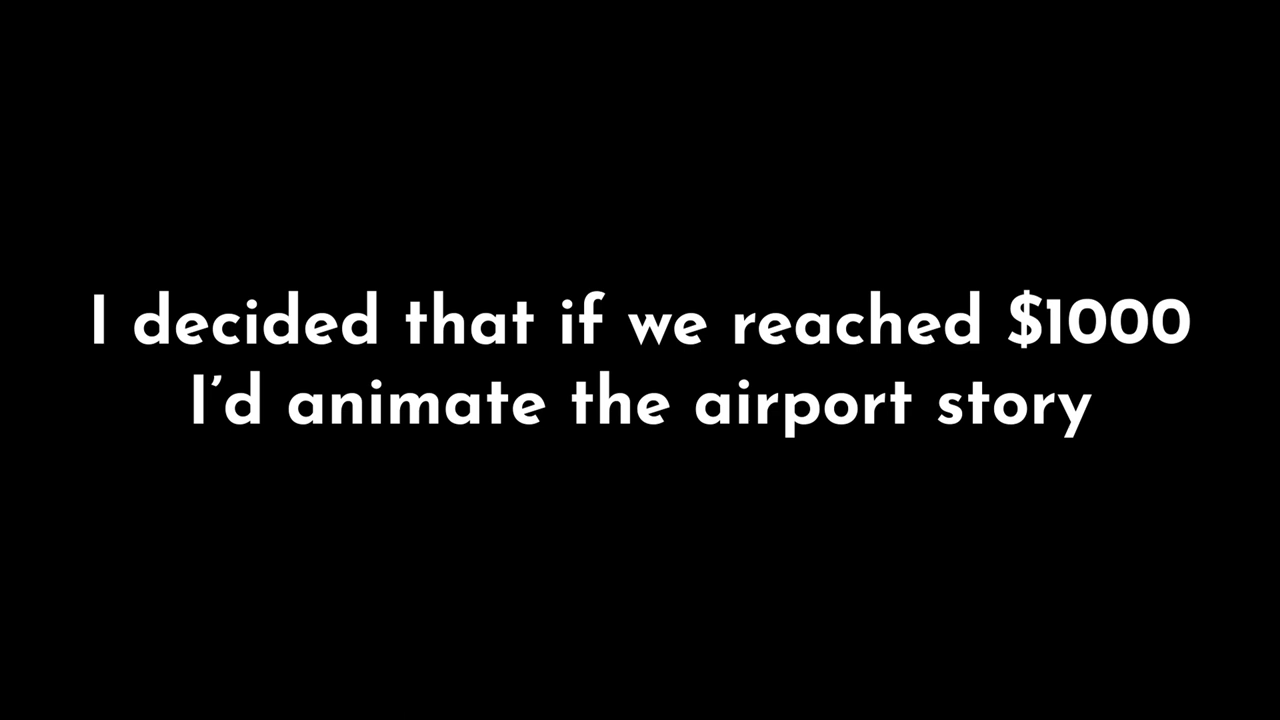 I decided that if we reached $1000
I’d animate the airport story